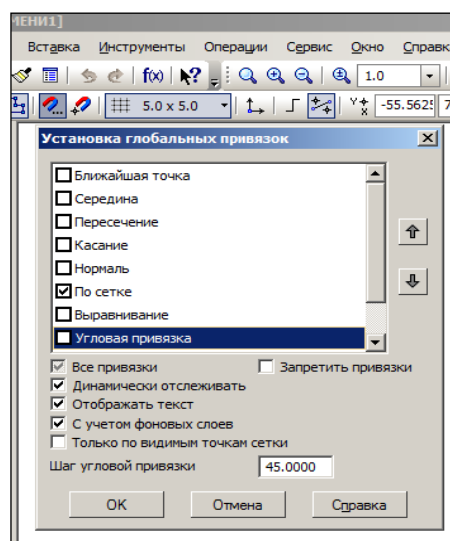 МЕНИ1]
Вставка Инструменты Операции Сервис Окно Справк
f(x) 1.0
5.0 x 5.0 Y X -55.5625 7
Установка глобальных привязок
Ближайшая точка
Середина
Пересечение
Касание
Нормаль
По сетке
Выравнивание
Угловая привязка
Все привязки Запретить привязки
Динамически отслеживать
Отображать текст
С учетом фоновых слоев
Только по видимым точкам сетки
Шаг угловой привязки 45.0000
OK Отмена Справка